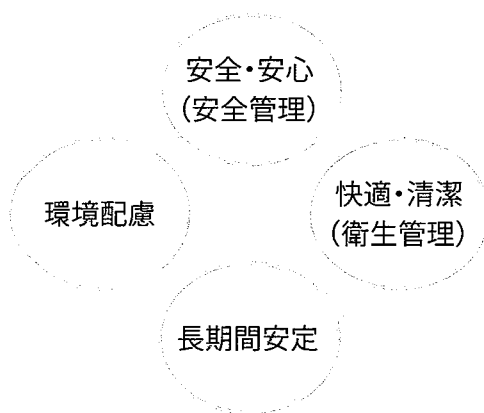 安全・安心
（安全管理）
環境配慮
快適・清潔
（衛生管理）
長期間安定